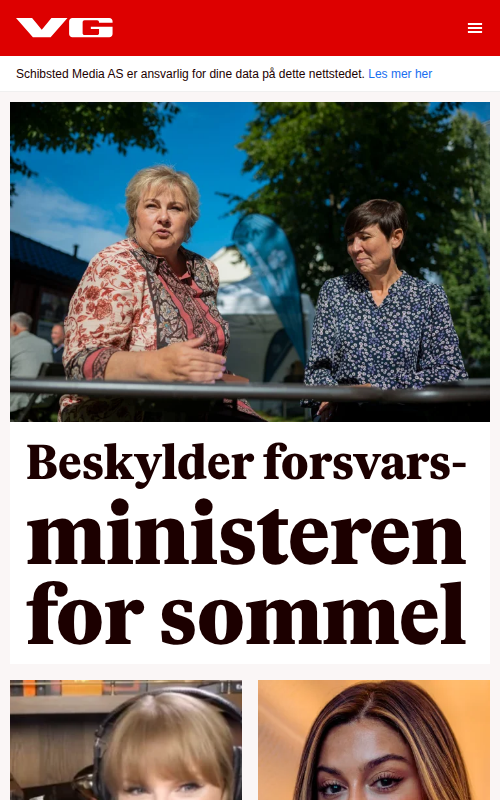 VG
Schibsted Media AS er ansvarlig for dine data på dette nettstedet. Les mer her
Beskylder forsvars-
ministeren
for sommel